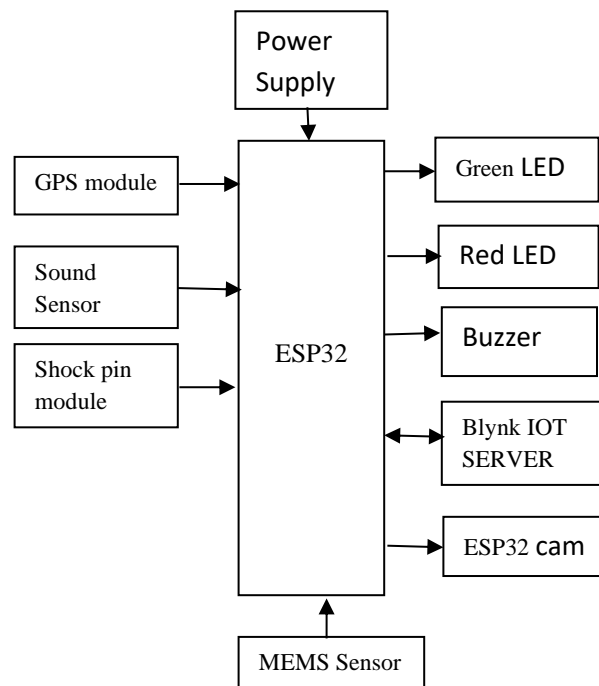 Power
Supply
GPS module
Sound
Sensor
Shock pin
module
ESP32
Green LED
Red LED
Buzzer
Blynk IOT
SERVER
ESP32 cam
MEMS Sensor